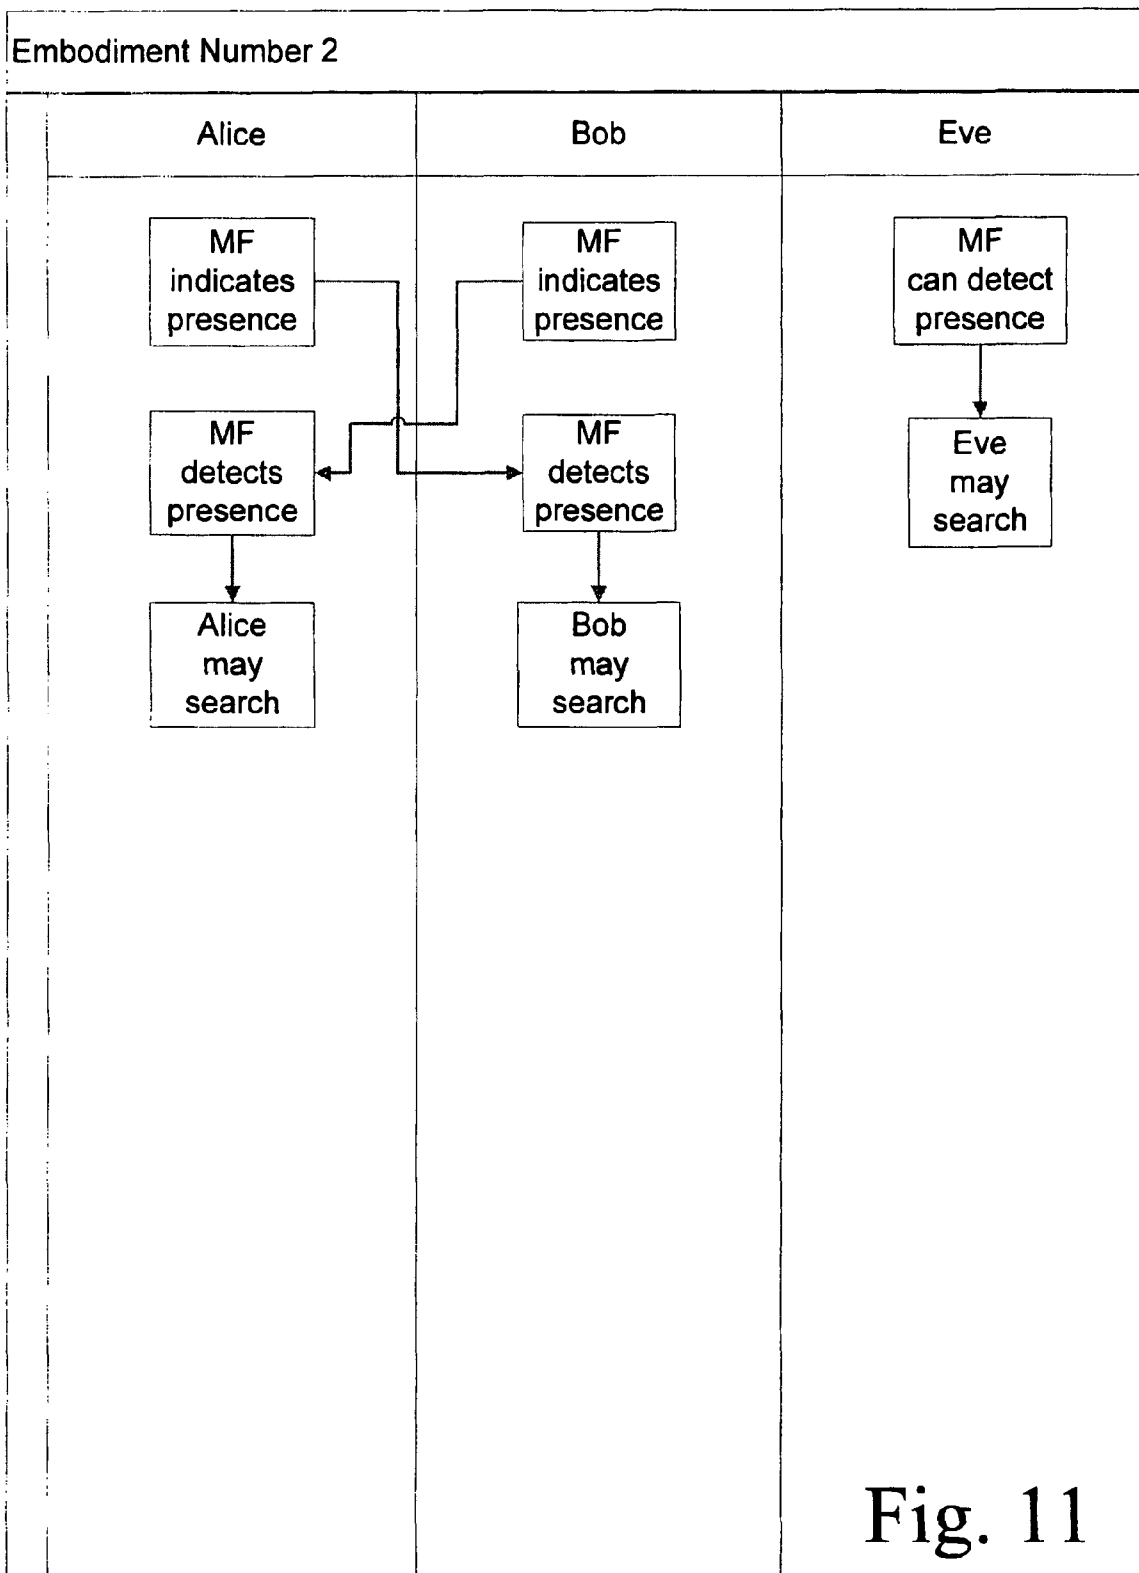 Embodiment Number 2
Alice
Bob
Eve
MF
indicates
presence
MF
indicates
presence
MF
can detect
presence
MF
detects
presence
MF
detects
presence
Eve
may
search
Alice
may
search
Bob
may
search
Fig. 11